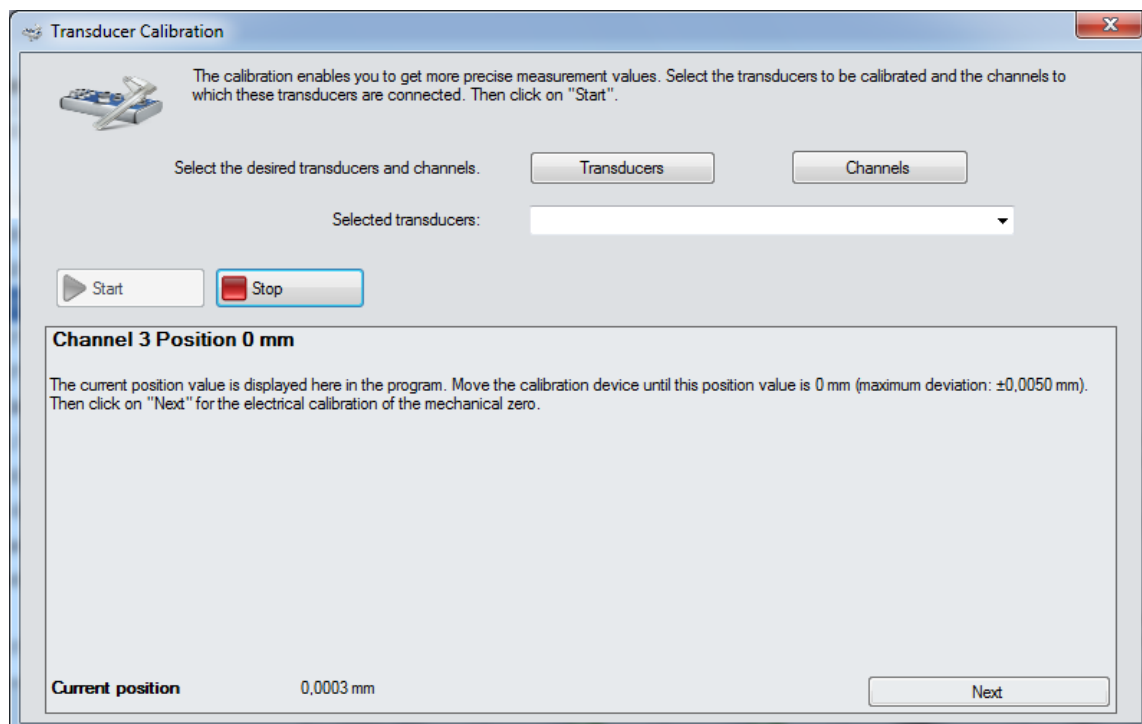 Transducer Calibration
The calibration enables you to get more precise measurement values. Select the transducers to be calibrated and the channels to
which these transducers are connected. Then click on "Start".
Select the desired transducers and channels. Transducers Channels
Selected transducers:
Start Stop
Channel 3 Position 0 mm
The current position value is displayed here in the program. Move the calibration device until this position value is 0 mm (maximum deviation: ±0,0050 mm).
Then click on "Next" for the electrical calibration of the mechanical zero.
Current position 0,0003 mm Next